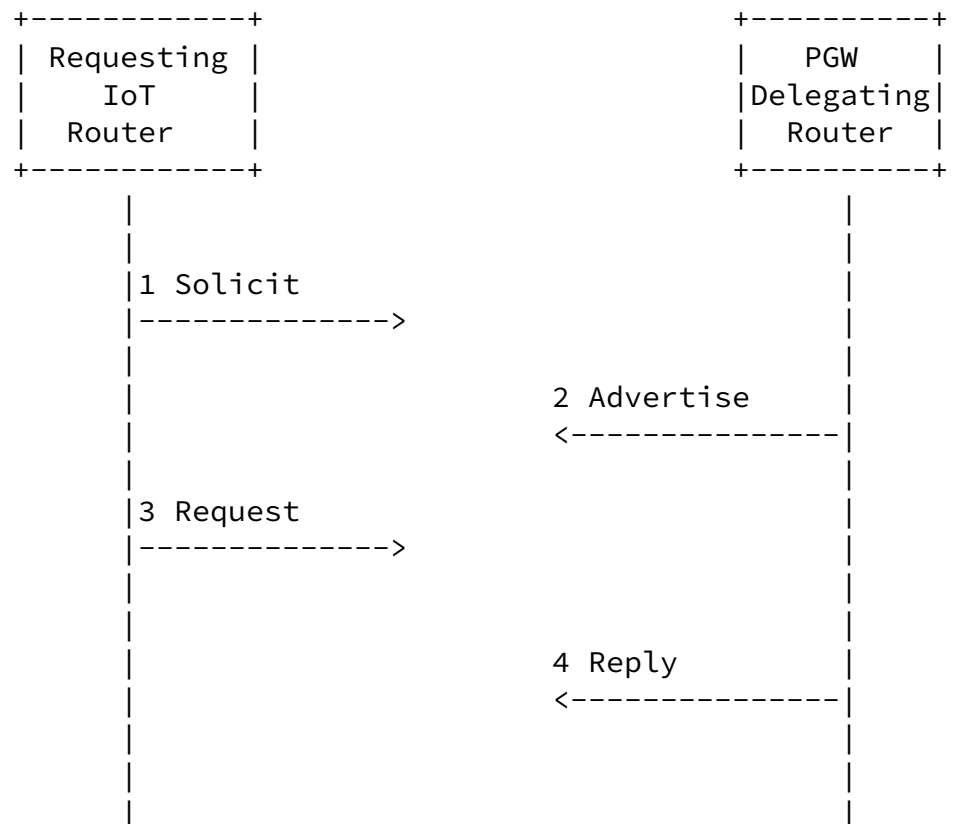 Requesting PGW
IoT Delegating
Router Router
1 Solicit
2 Advertise
3 Request
4 Reply